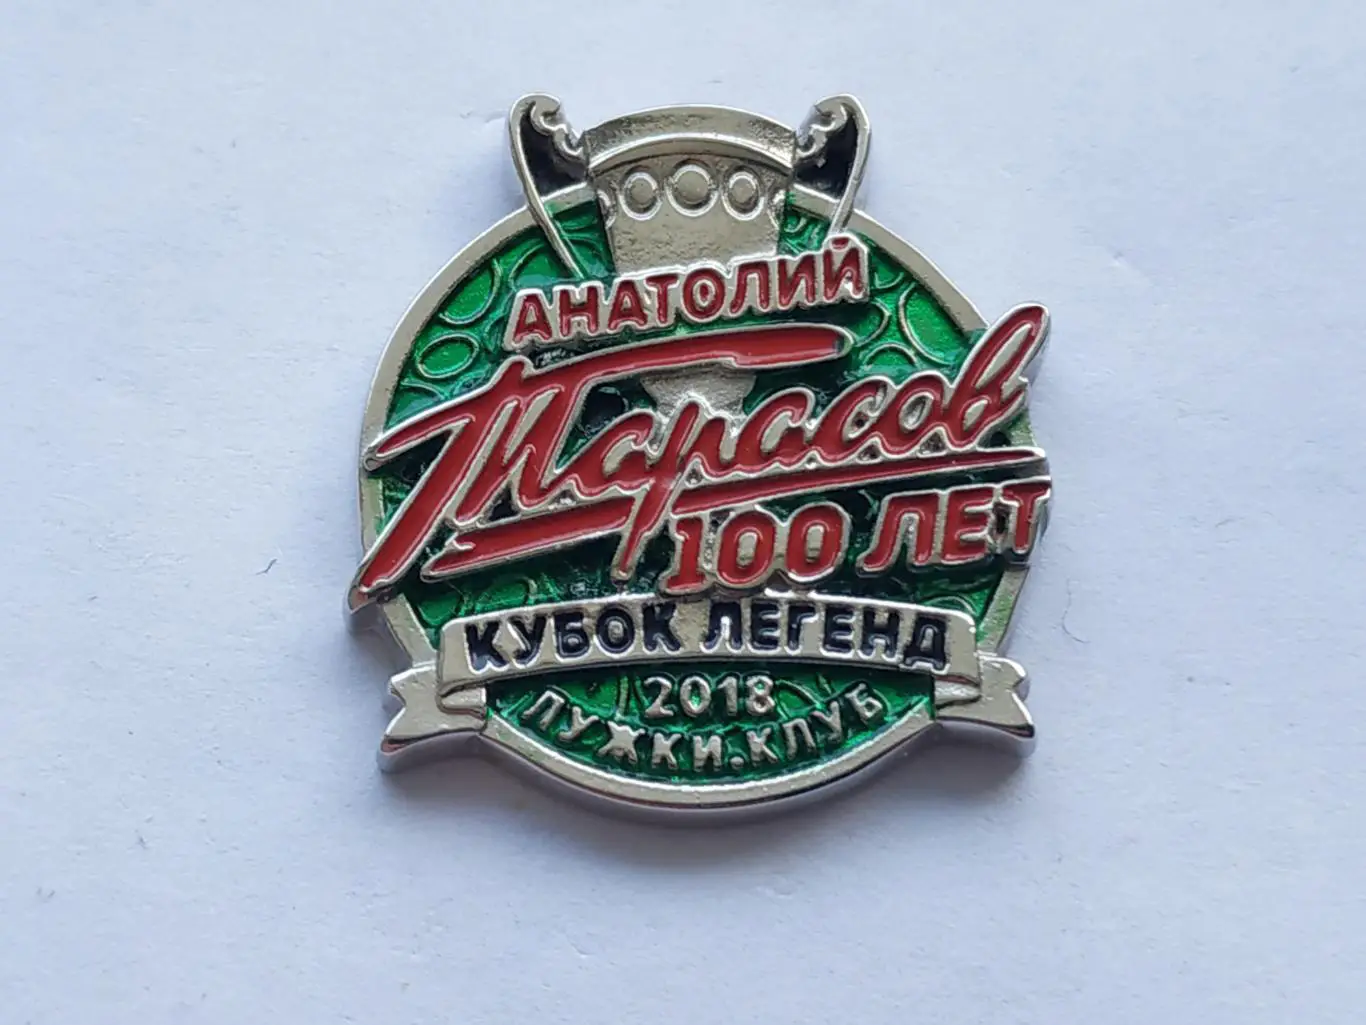 АНАТОЛИЙ
Тарасов
100 ЛЕТ
КУБОК ЛЕГЕНД
2018
ЛУЖКИ.КЛУБ